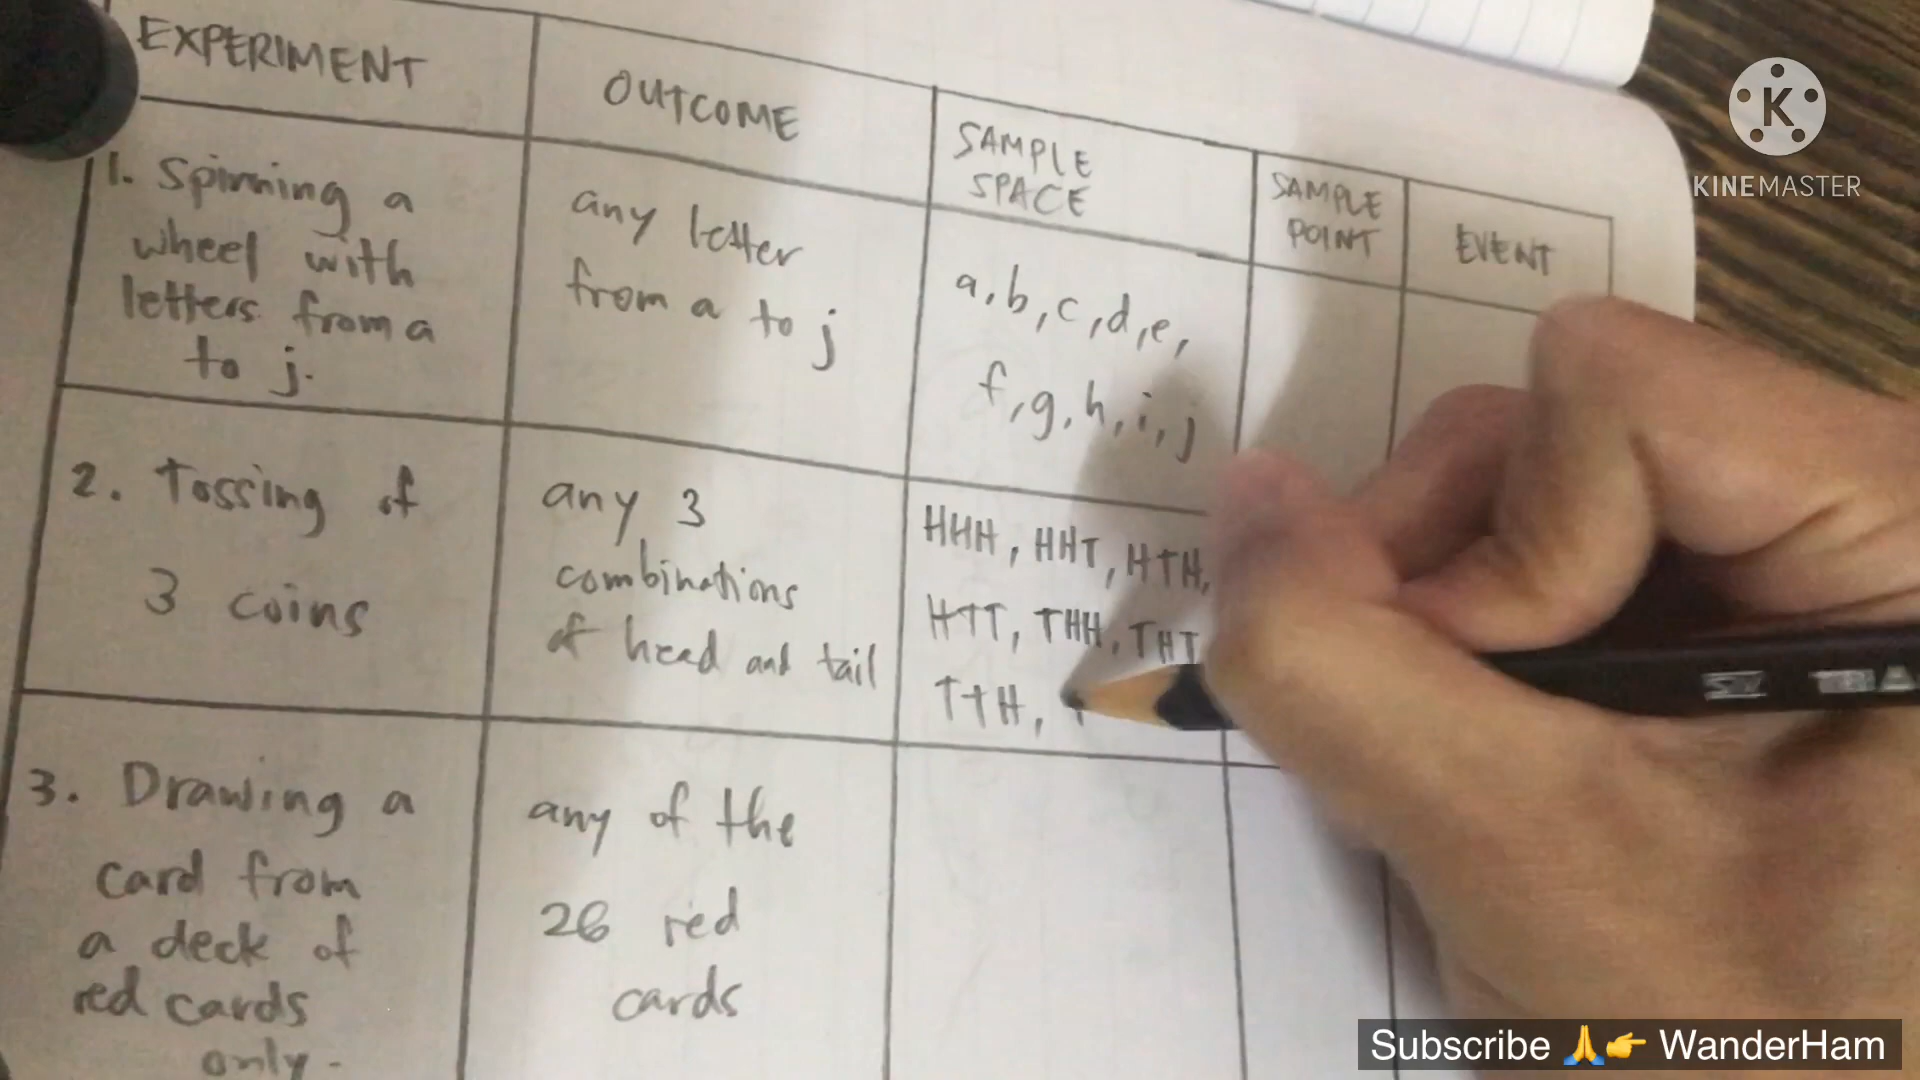 EXPERIMENT
OUTCOME
SAMPLE
SPACE
SAMPLE
POINT
EVENT
1. Spinning a
wheel with
letters from a
to j.
any letter
from a to j
a, b, c, d, e,
f, g, h, i, j
2. Tossing of
3 coins
any 3
combinations
of head and tail
HHH, HHT, HTH,
HTT, THH, THT
TTH,
3. Drawing a
card from
a deck of
red cards
only.
any of the
26 red
cards
K
KINEMASTER
Subscribe 🙏👉 WanderHam